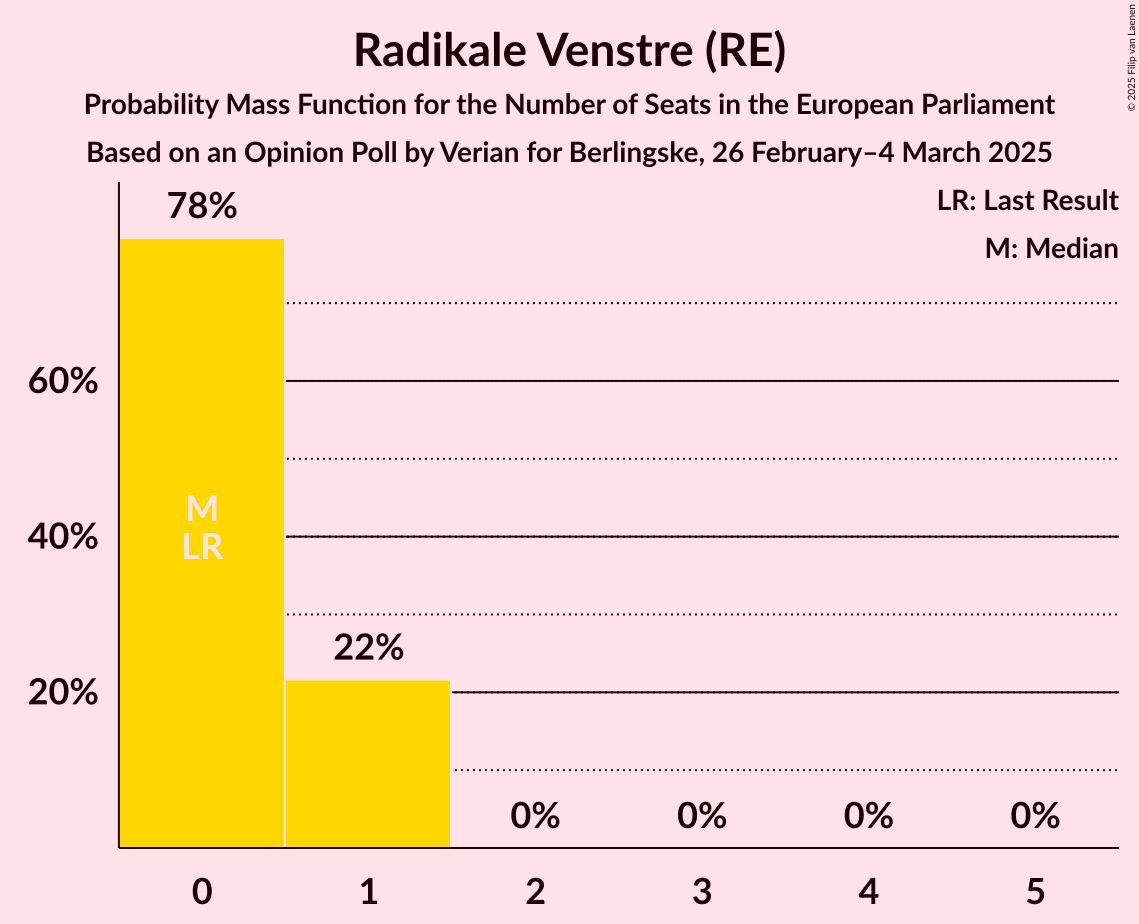 Radikale Venstre (RE)
Probability Mass Function for the Number of Seats in the European Parliament
Based on an Opinion Poll by Verian for Berlingske, 26 February–4 March 2025
© 2025 Filip van Laenen
LR: Last Result
M: Median
78%
60%
M
40%
LR
22%
20%
0%
0%
0%
0%
0
1
2
3
4
5